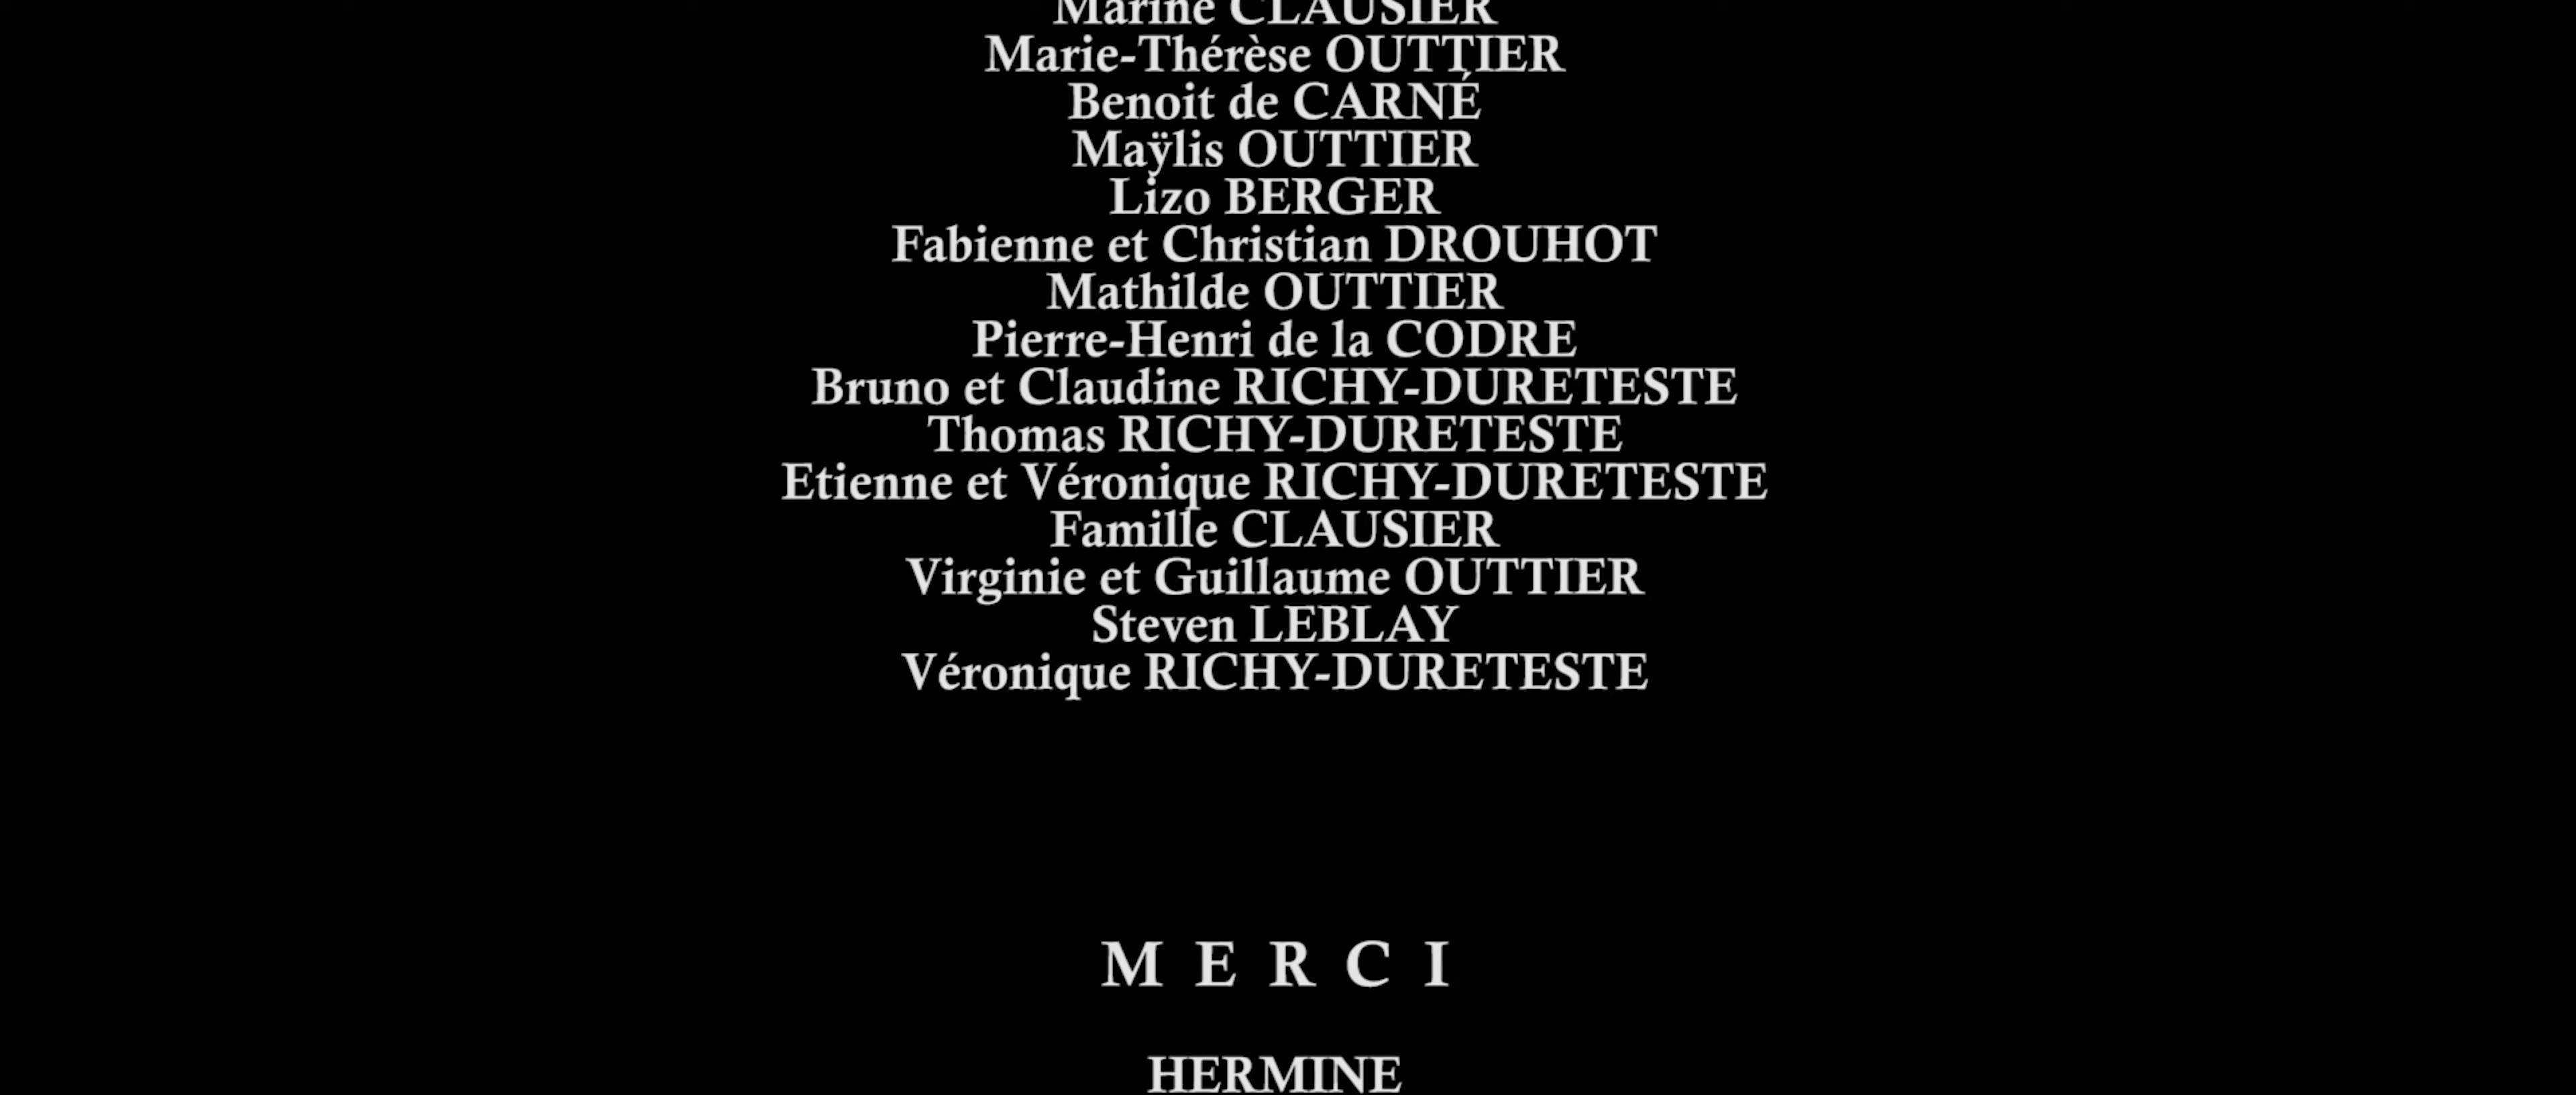 Marine CLAUSIER
Marie-Thérèse OUTTIER
Benoit de CARNÉ
Maÿlis OUTTIER
Lizo BERGER
Fabienne et Christian DROUHOT
Mathilde OUTTIER
Pierre-Henri de la CODRE
Bruno et Claudine RICHY-DURETESTE
Thomas RICHY-DURETESTE
Etienne et Véronique RICHY-DURETESTE
Famille CLAUSIER
Virginie et Guillaume OUTTIER
Steven LEBLAY
Véronique RICHY-DURETESTE
M E R C I
HERMINE